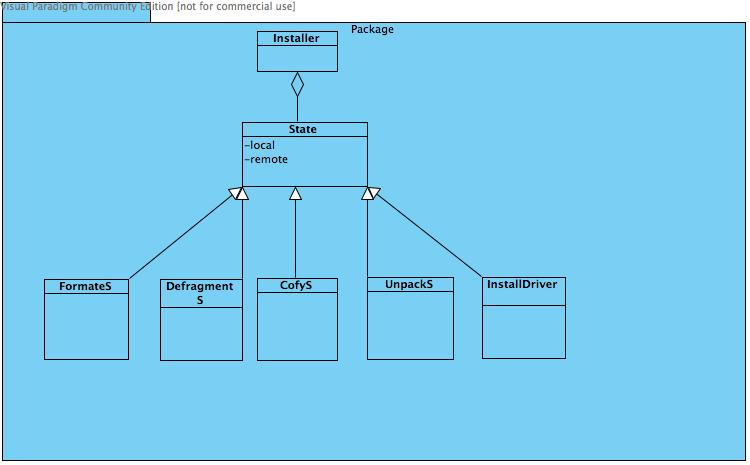 Visual Paradigm Community Edition [not for commercial use]
Package
Installer
State
-local
-remote
FormateS
Defragment
S
CofyS
UnpackS
InstallDriver